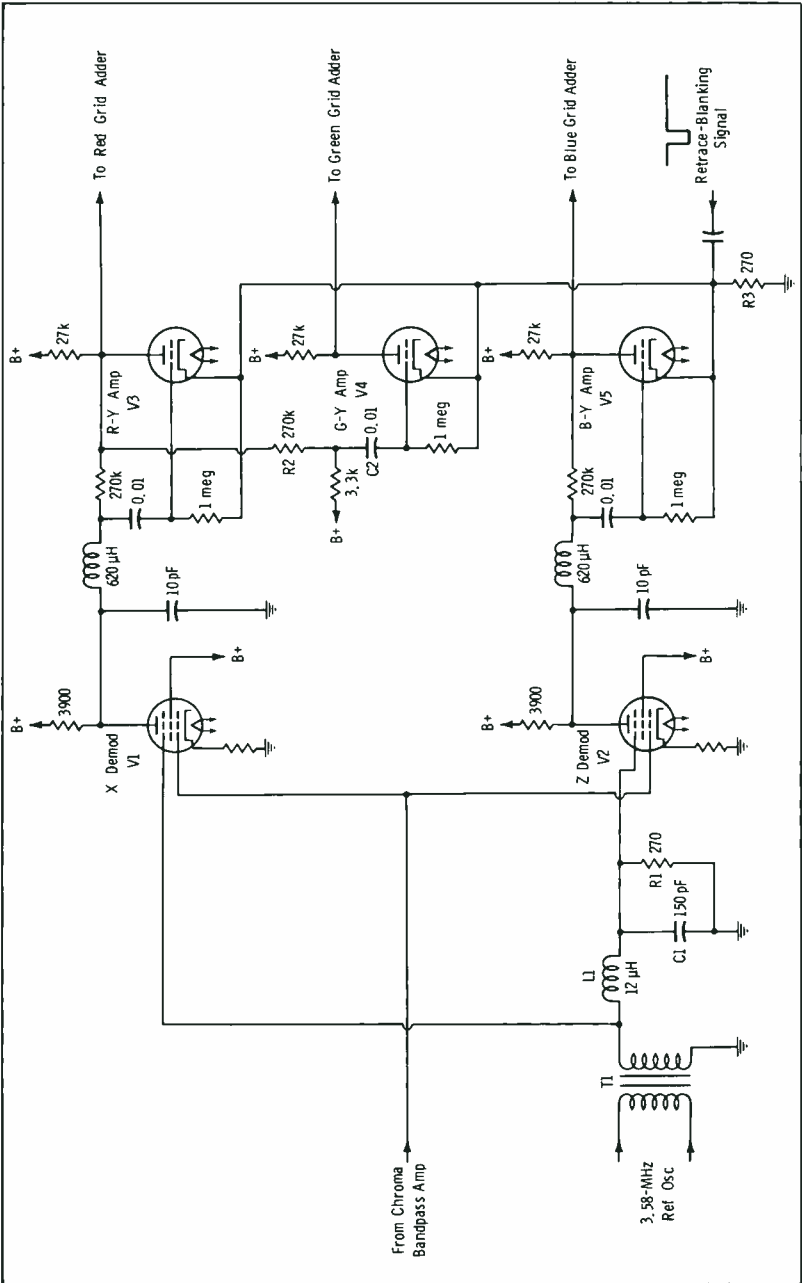 To Red Grid Adder
To Green Grid Adder
To Blue Grid Adder
Retrace-Blanking
Signal
B+
27k
R-Y Amp
V3
270k
0.01
1 meg
620 µH
10 pF
B+
3900
X Demod
V1
B+
B+
27k
G-Y Amp
V4
R2
270k
3.3k
B+
C2
0.01
1 meg
B+
27k
B-Y Amp
V5
270k
0.01
1 meg
620 µH
10 pF
R3
270
B+
3900
Z Demod
V2
B+
R1
270
C1
150 pF
L1
12 µH
T1
From Chroma
Bandpass Amp
3.58-MHz
Ref Osc